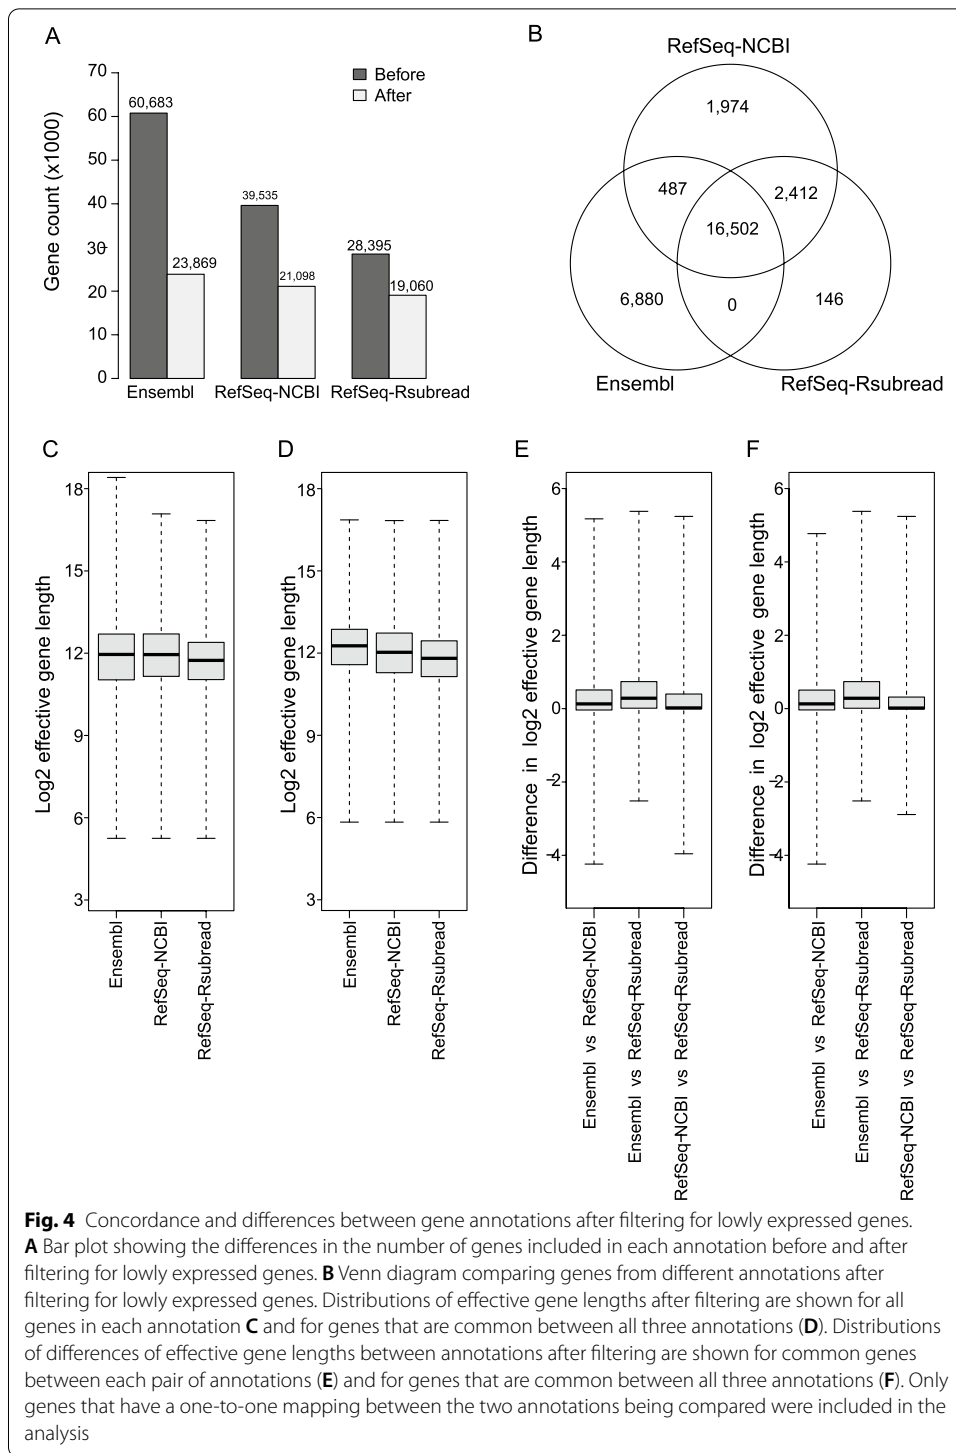 A
Gene count (x1000)
70
60
50
40
30
20
10
0
Before
After
60,683
23,869
39,535
21,098
28,395
19,060
Ensembl
RefSeq-NCBI
RefSeq-Rsubread
B
RefSeq-NCBI
1,974
487
2,412
16,502
6,880
0
146
Ensembl
RefSeq-Rsubread
C
Log2 effective gene length
18
15
12
9
6
3
Ensembl
RefSeq-NCBI
RefSeq-Rsubread
D
Log2 effective gene length
18
15
12
9
6
3
Ensembl
RefSeq-NCBI
RefSeq-Rsubread
E
Difference in log2 effective gene length
6
4
2
0
-2
-4
Ensembl vs RefSeq-NCBI
Ensembl vs RefSeq-Rsubread
RefSeq-NCBI vs RefSeq-Rsubread
F
Difference in log2 effective gene length
6
4
2
0
-2
-4
Ensembl vs RefSeq-NCBI
Ensembl vs RefSeq-Rsubread
RefSeq-NCBI vs RefSeq-Rsubread
Fig. 4 Concordance and differences between gene annotations after filtering for lowly expressed genes.
A Bar plot showing the differences in the number of genes included in each annotation before and after
filtering for lowly expressed genes. B Venn diagram comparing genes from different annotations after
filtering for lowly expressed genes. Distributions of effective gene lengths after filtering are shown for all
genes in each annotation C and for genes that are common between all three annotations (D). Distributions
of differences of effective gene lengths between annotations after filtering are shown for common genes
between each pair of annotations (E) and for genes that are common between all three annotations (F). Only
genes that have a one-to-one mapping between the two annotations being compared were included in the
analysis